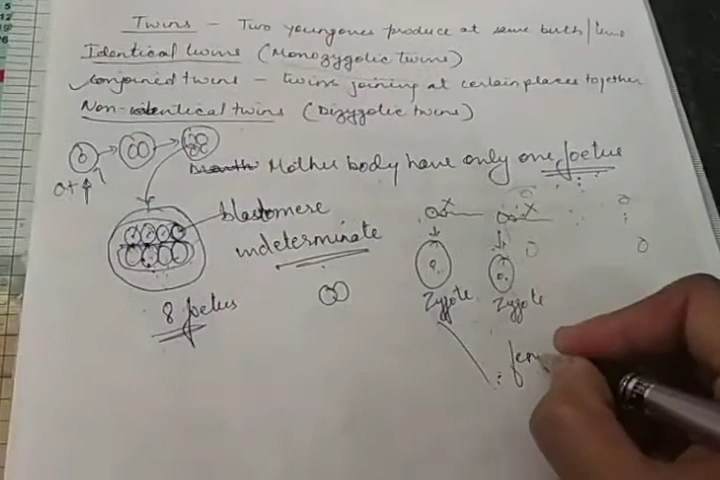 Twins - Two youngones produce at same birth/time
Identical twins (Monozygotic twins)
Conjoined twins - twins joining at certain places together
Non-identical twins (Dizygotic twins)
Mother body have only one foetus
blastomere
indeterminate
8 foetus
X X
Zygote Zygote